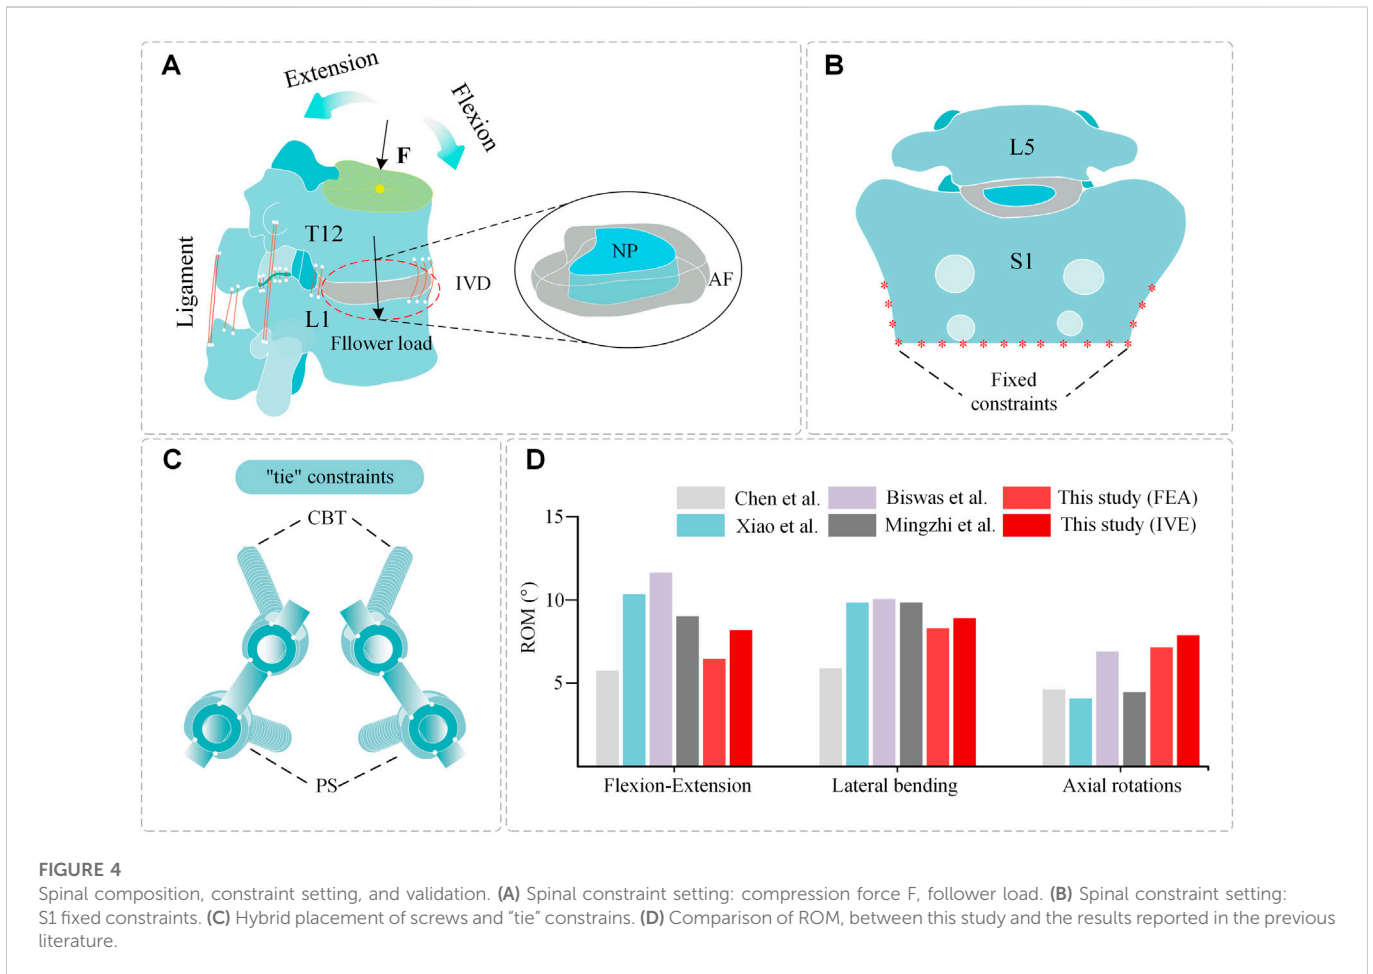 A
Extension
Flexion
F
T12
Ligament
IVD
L1
Fllower load
NP
AF
B
L5
S1
Fixed
constraints
C
"tie" constraints
CBT
PS
D
Chen et al.
Biswas et al.
This study (FEA)
Xiao et al.
Mingzhi et al.
This study (IVE)
15
10
5
ROM (°)
Flexion-Extension
Lateral bending
Axial rotations
FIGURE 4
Spinal composition, constraint setting, and validation. (A) Spinal constraint setting: compression force F, follower load. (B) Spinal constraint setting:
S1 fixed constraints. (C) Hybrid placement of screws and “tie” constrains. (D) Comparison of ROM, between this study and the results reported in the previous
literature.